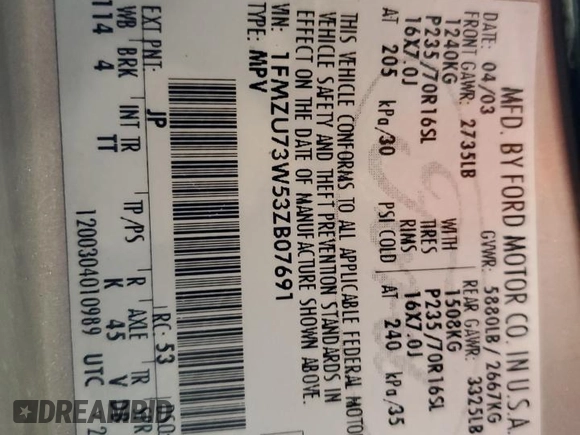 MFD. BY FORD MOTOR CO. IN U.S.A.
DATE: 04/03 GVWR: 5880LB / 2667KG
FRONT GAWR: 2735LB REAR GAWR: 3325LB
1240KG WITH 1508KG
P235/70R16SL TIRES P235/70R16SL
16X7.0J RIMS 16X7.0J
AT 205 kPa/30 PSI COLD AT 240 kPa/35
THIS VEHICLE CONFORMS TO ALL APPLICABLE FEDERAL MOTO
VEHICLE SAFETY AND THEFT PREVENTION STANDARDS IN
EFFECT ON THE DATE OF MANUFACTURE SHOWN ABOVE.
VIN: 1FMZU73W53ZB07691
TYPE: MPV
EXT PNT: JP RC: 53 DSO:
WB BRK INT TR TP/PS R AXLE TR SPR
114 4 TT K 45 V
1200304010989 UTC
DREAMBID